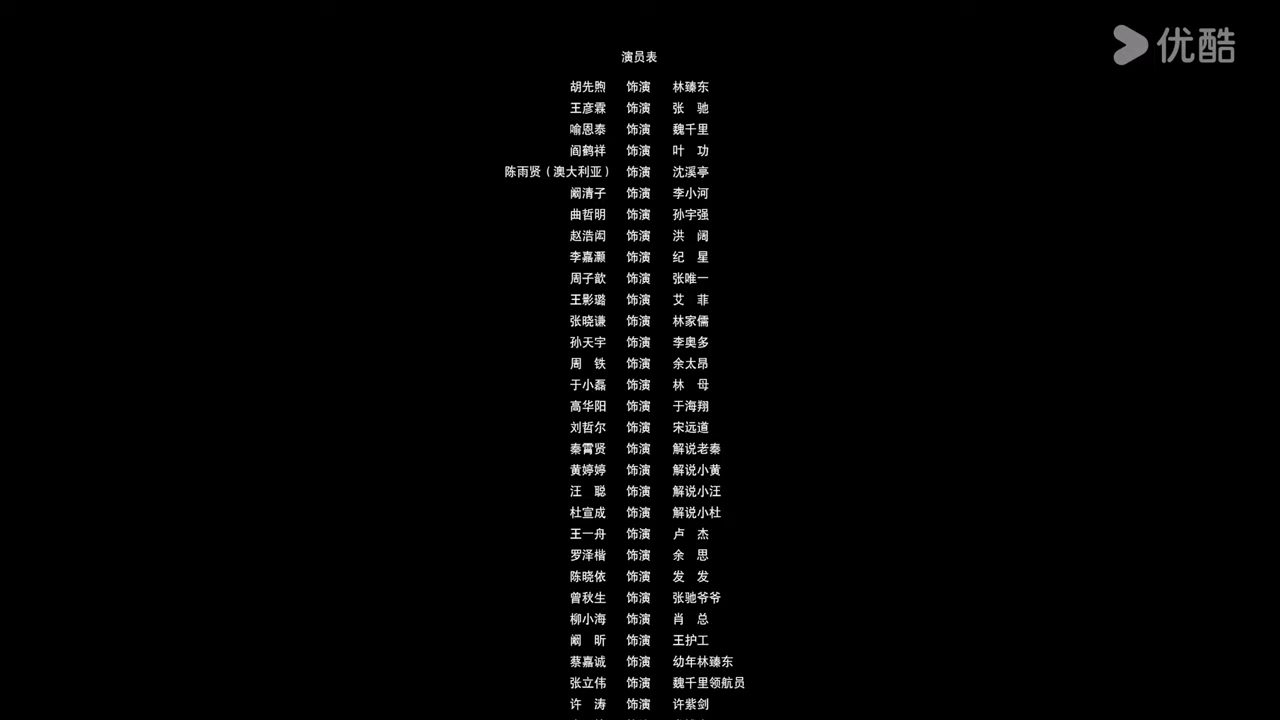 优酷
演员表
胡先煦 饰演 林臻东
王彦霖 饰演 张 驰
喻恩泰 饰演 魏千里
阎鹤祥 饰演 叶 功
陈雨贤（澳大利亚） 饰演 沈溪亭
阚清子 饰演 李小河
曲哲明 饰演 孙宇强
赵浩闳 饰演 洪 阔
李嘉灏 饰演 纪 星
周子歆 饰演 张唯一
王影璐 饰演 艾 菲
张晓谦 饰演 林家儒
孙天宇 饰演 李奥多
周 铁 饰演 余太昂
于小磊 饰演 林 母
高华阳 饰演 于海翔
刘哲尔 饰演 宋远道
秦霄贤 饰演 解说老秦
黄婷婷 饰演 解说小黄
汪 聪 饰演 解说小汪
杜宣成 饰演 解说小杜
王一舟 饰演 卢 杰
罗泽楷 饰演 余 思
陈晓依 饰演 发 发
曾秋生 饰演 张驰爷爷
柳小海 饰演 肖 总
阚 昕 饰演 王护工
蔡嘉诚 饰演 幼年林臻东
张立伟 饰演 魏千里领航员
许 涛 饰演 许紫剑